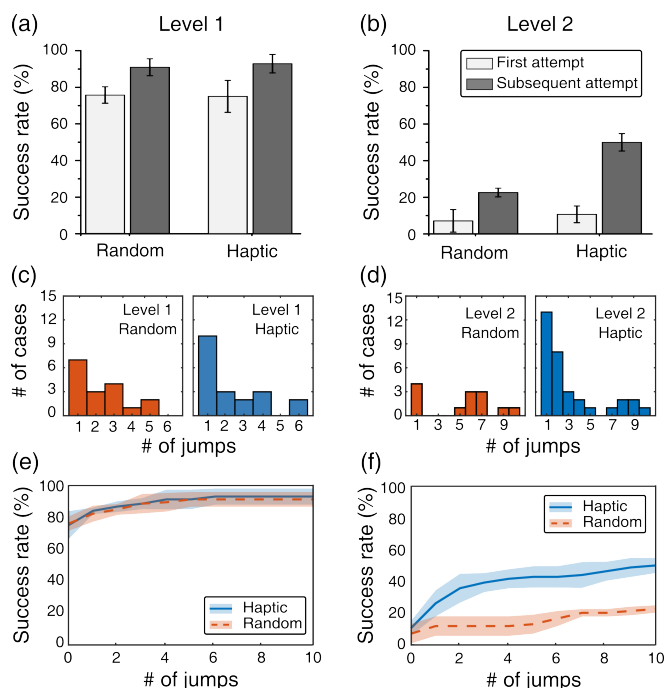 (a)
Level 1
Success rate (%)
100
80
60
40
20
0
Random
Haptic
(b)
Level 2
Success rate (%)
100
80
60
40
20
0
First attempt
Subsequent attempt
Random
Haptic
(c)
# of cases
15
12
9
6
3
0
Level 1
Random
1 2 3 4 5 6
Level 1
Haptic
1 2 3 4 5 6
# of jumps
(d)
# of cases
15
12
9
6
3
0
Level 2
Random
1 3 5 7 9
Level 2
Haptic
1 3 5 7 9
# of jumps
(e)
Success rate (%)
100
80
60
40
20
0
Haptic
Random
0 2 4 6 8 10
# of jumps
(f)
Success rate (%)
100
80
60
40
20
0
Haptic
Random
0 2 4 6 8 10
# of jumps